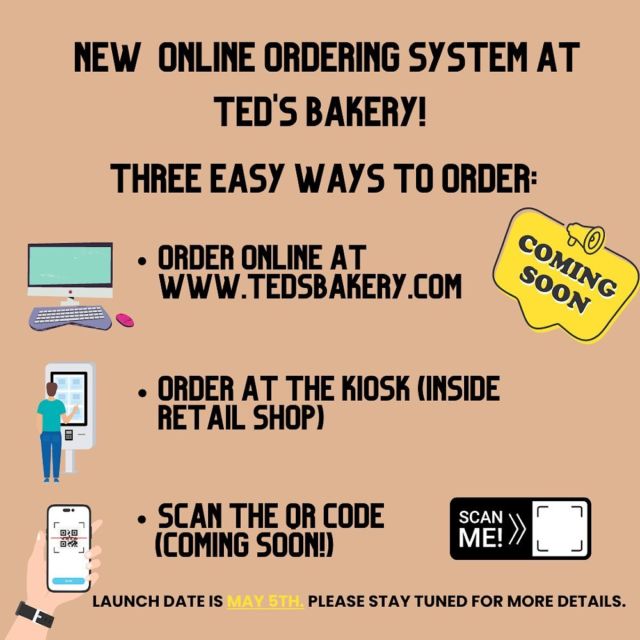 NEW ONLINE ORDERING SYSTEM AT
TED'S BAKERY!
THREE EASY WAYS TO ORDER:
• ORDER ONLINE AT
WWW.TEDSBAKERY.COM
COMING
SOON
• ORDER AT THE KIOSK (INSIDE
RETAIL SHOP)
• SCAN THE QR CODE
(COMING SOON!)
SCAN
ME!
LAUNCH DATE IS MAY 5TH. PLEASE STAY TUNED FOR MORE DETAILS.